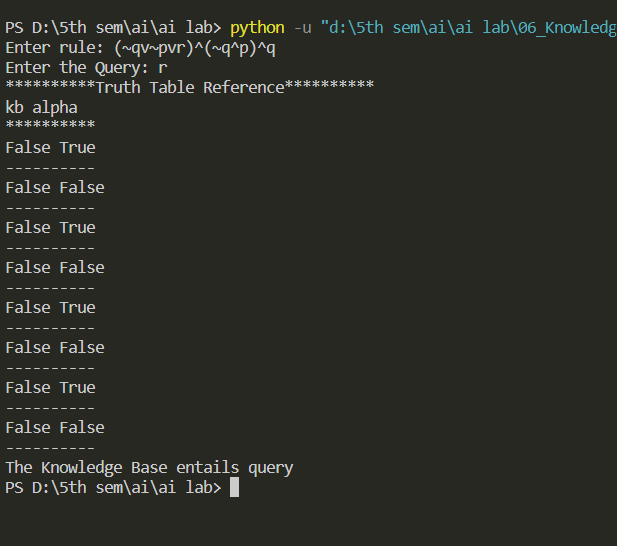 PS D:\5th sem\ai\ai lab> python -u "d:\5th sem\ai\ai lab\06_Knowledg
Enter rule: (~qv~pvr)^(~q^p)^q
Enter the Query: r
**********Truth Table Reference**********
kb alpha
**********
False True
----------
False False
----------
False True
----------
False False
----------
False True
----------
False False
----------
False True
----------
False False
----------
The Knowledge Base entails query
PS D:\5th sem\ai\ai lab>